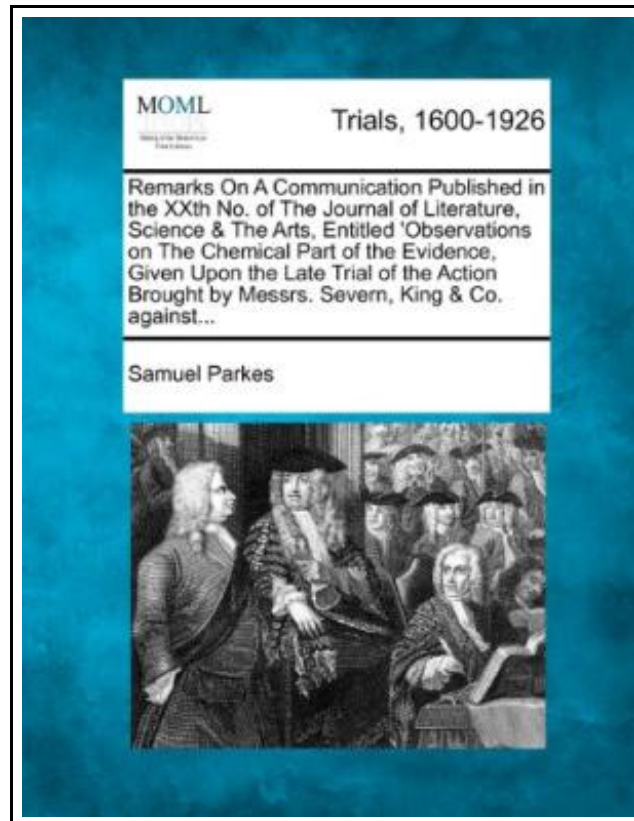 MOML
Trials, 1600-1926
Remarks On A Communication Published in
the XXth No. of The Journal of Literature,
Science & The Arts, Entitled 'Observations
on The Chemical Part of the Evidence,
Given Upon the Late Trial of the Action
Brought by Messrs. Severn, King & Co.
against...
Samuel Parkes